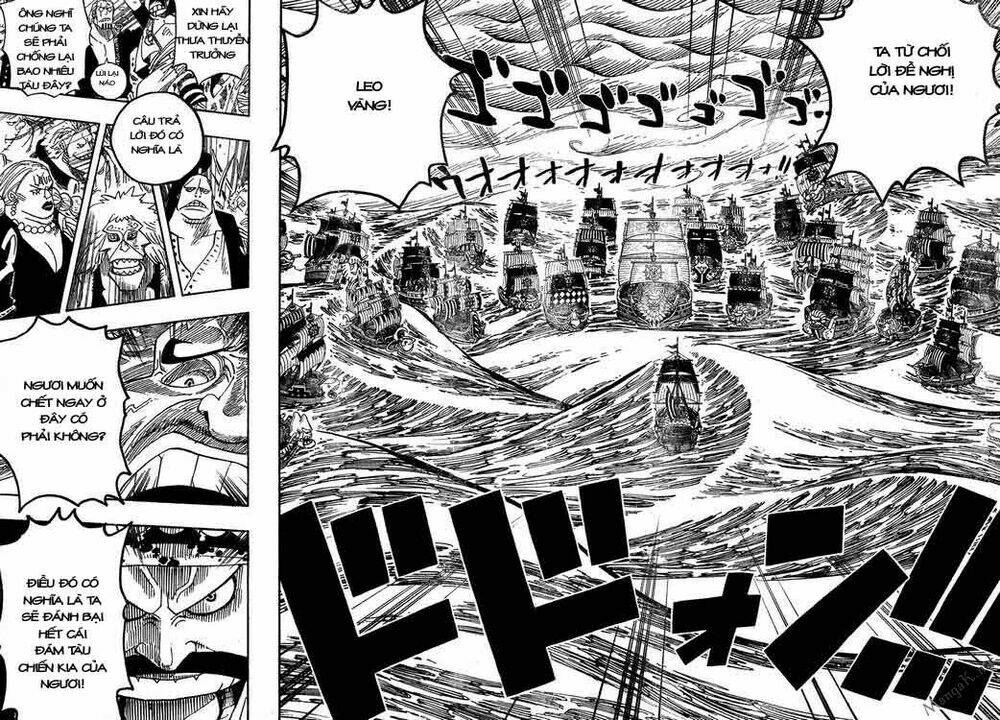 TA TỪ CHỐI
LỜI ĐỀ NGHỊ
CỦA NGƯƠI!
LEO
VÀNG!
ゴゴゴゴゴゴゴゴ
オオオオオオオオ
ドドォン!!!
XIN HÃY
DỪNG LẠI
THƯA THUYỀN
TRƯỞNG
LÙI LẠI
NÀO
ÔNG NGHĨ
CHÚNG TA
SẼ PHẢI
CHỐNG LẠI
BAO NHIÊU
TÀU ĐÂY?
CÂU TRẢ
LỜI ĐÓ CÓ
NGHĨA LÀ
NGƯƠI MUỐN
CHẾT NGAY Ở
ĐÂY CÓ
PHẢI KHÔNG?
ĐIỀU ĐÓ CÓ
NGHĨA LÀ TA
SẼ ĐÁNH BẠI
HẾT CÁI
ĐÁM TÀU
CHIẾN KIA CỦA
NGƯƠI!